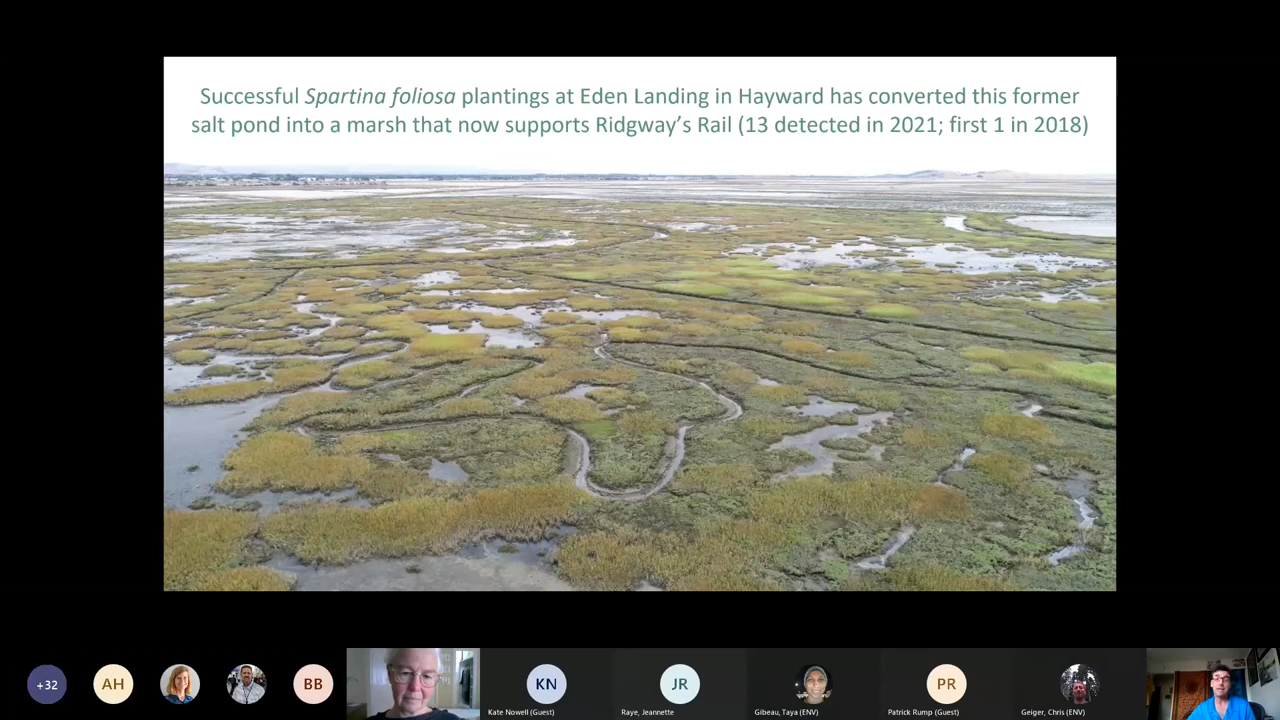 Successful Spartina foliosa plantings at Eden Landing in Hayward has converted this former
salt pond into a marsh that now supports Ridgway's Rail (13 detected in 2021; first 1 in 2018)
+32
AH
BB
KN
JR
PR
Kate Nowell (Guest)
Raye, Jeannette
Gibeau, Taya (ENV)
Patrick Rump (Guest)
Geiger, Chris (ENV)